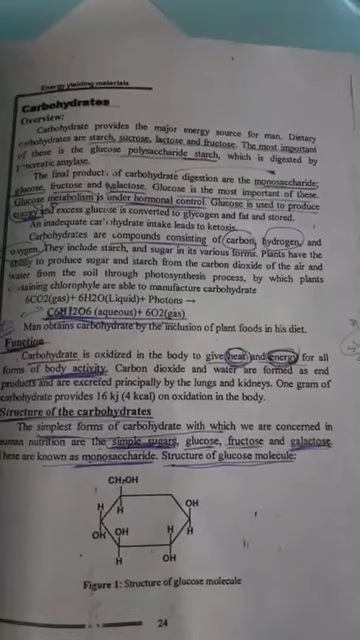 Energy yielding materials
Carbohydrates
Overview:
Carbohydrate provides the major energy source for man. Dietary
carbohydrates are starch, sucrose, lactose and fructose. The most important
of these is the glucose polysaccharide starch, which is digested by
pancreatic amylase.
The final product of carbohydrate digestion are the monosaccharide;
glucose, fructose and galactose. Glucose is the most important of these.
Glucose metabolism is under hormonal control. Glucose is used to produce
energy and excess glucose is converted to glycogen and fat and stored.
An inadequate carbohydrate intake leads to ketosis.
Carbohydrates are compounds consisting of carbon, hydrogen, and
oxygen. They include starch, and sugar in its various forms. Plants have the
ability to produce sugar and starch from the carbon dioxide of the air and
water from the soil through photosynthesis process, by which plants
containing chlorophyle are able to manufacture carbohydrate
6CO2(gas)+ 6H2O(Liquid)+ Photons →
C6H12O6 (aqueous)+ 6O2(gas)
Man obtains carbohydrate by the inclusion of plant foods in his diet.
Function
Carbohydrate is oxidized in the body to give heat and energy for all
forms of body activity. Carbon dioxide and water are formed as end
products and are excreted principally by the lungs and kidneys. One gram of
carbohydrate provides 16 kj (4 kcal) on oxidation in the body.
Structure of the carbohydrates
The simplest forms of carbohydrate with which we are concerned in
human nutrition are the simple sugars, glucose, fructose and galactose.
These are known as monosaccharide. Structure of glucose molecule:
CH₂OH
OH
H H
OH OH H H
H OH
Figure 1: Structure of glucose molecule
24